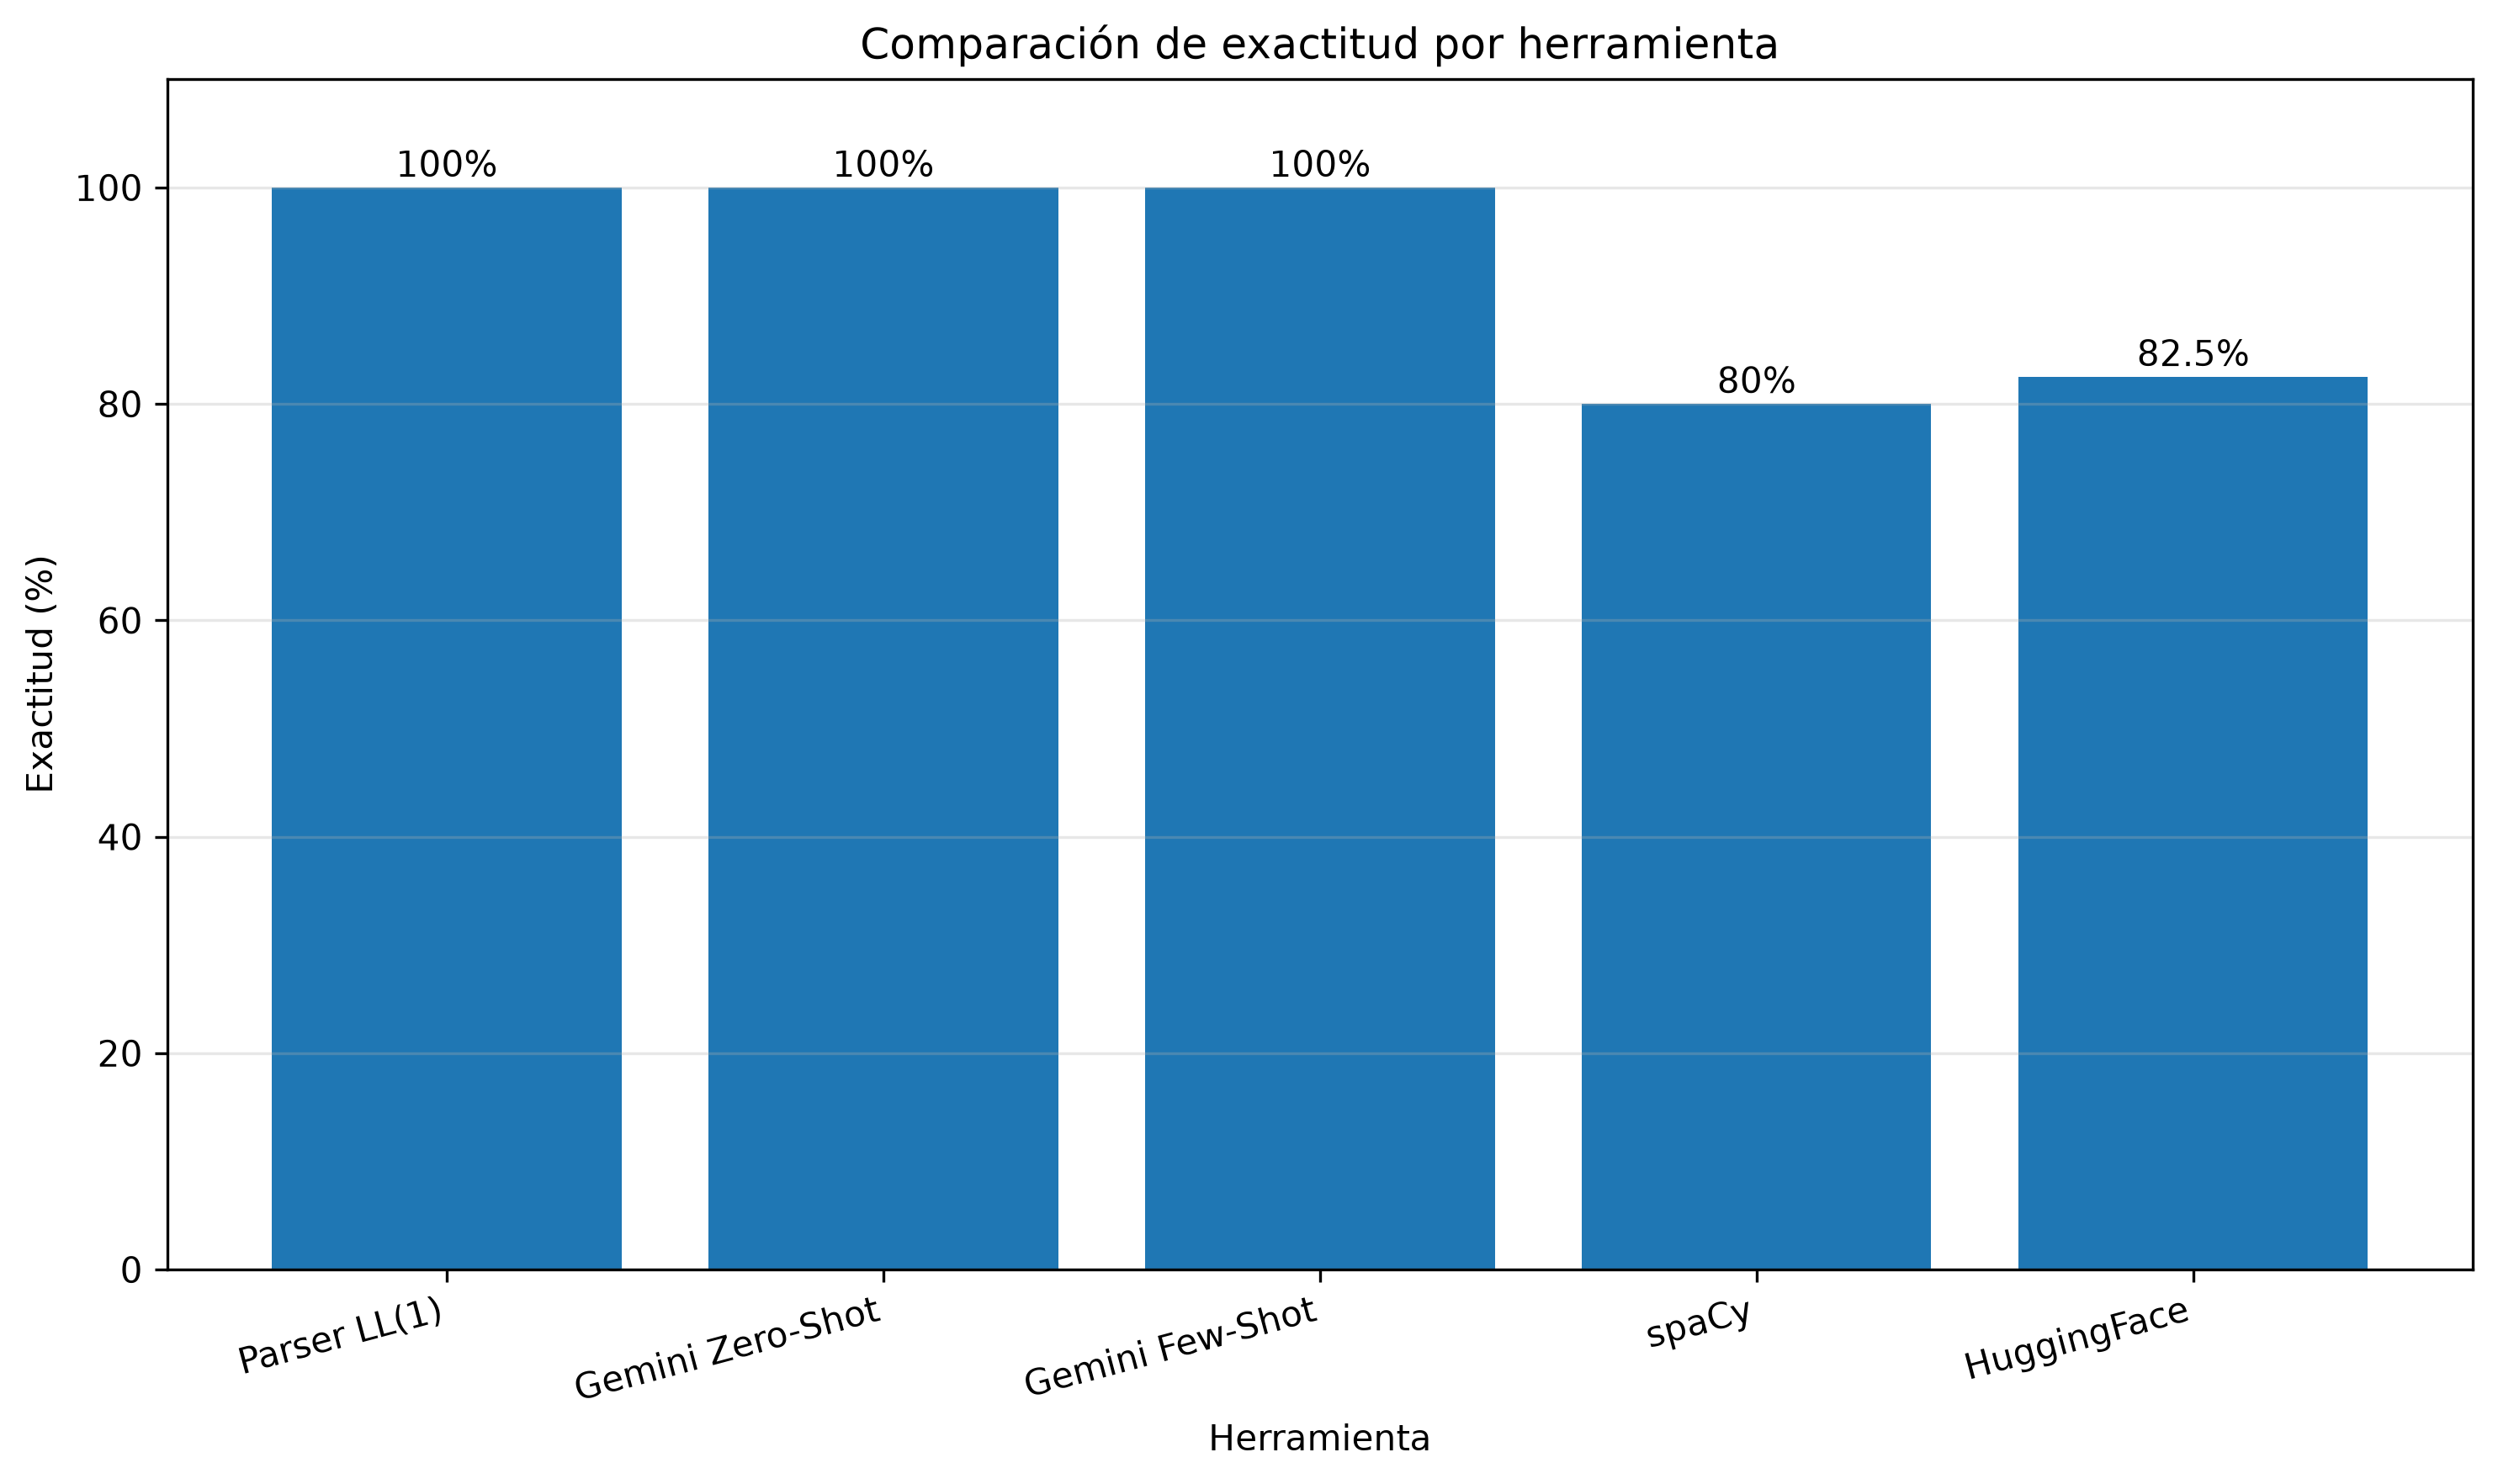 Comparación de exactitud por herramienta
100%
100%
100%
80%
82.5%
100
80
60
40
20
0
Exactitud (%)
Parser LL(1)
Gemini Zero-Shot
Gemini Few-Shot
spaCy
HuggingFace
Herramienta